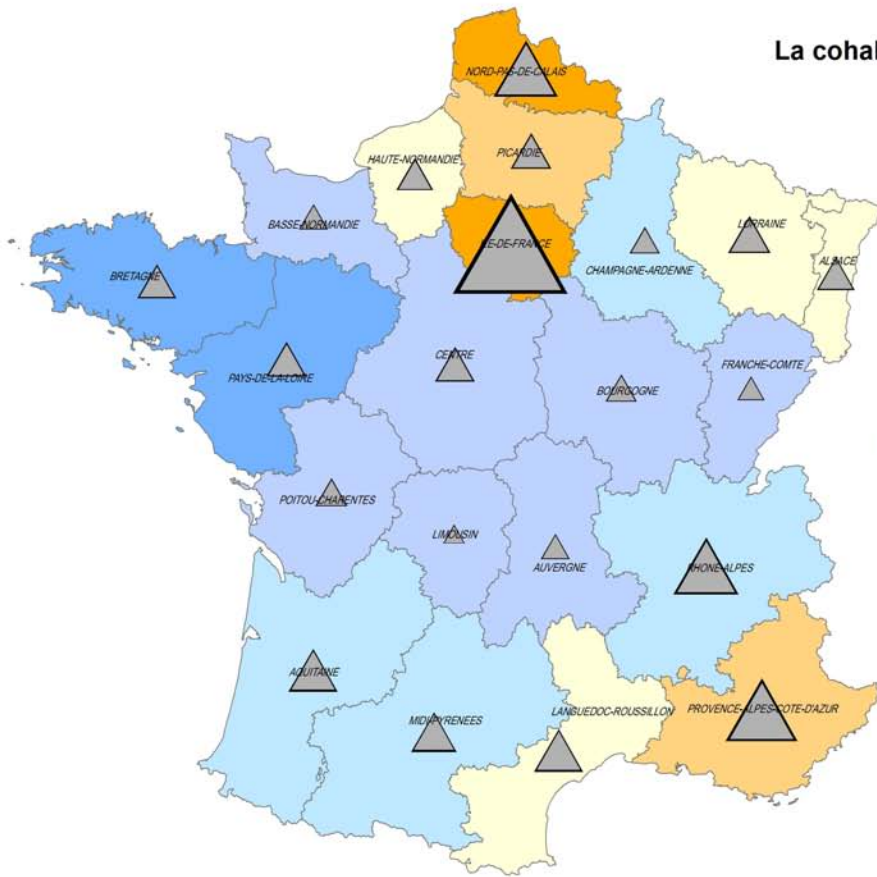 La cohal
NORD-PAS-DE-CALAIS
PICARDIE
HAUTE-NORMANDIE
BASSE-NORMANDIE
ILE-DE-FRANCE
CHAMPAGNE-ARDENNE
LORRAINE
ALSACE
BRETAGNE
PAYS-DE-LA-LOIRE
CENTRE
BOURGOGNE
FRANCHE-COMTE
POITOU-CHARENTES
LIMOUSIN
AUVERGNE
RHONE-ALPES
AQUITAINE
MIDI-PYRENEES
LANGUEDOC-ROUSSILLON
PROVENCE-ALPES-COTE-D'AZUR